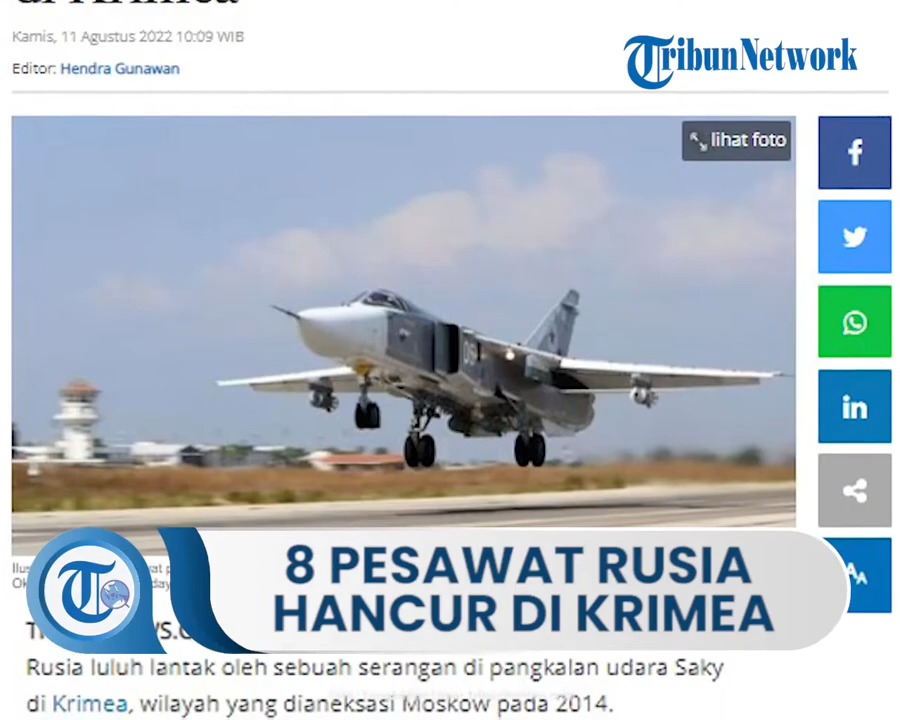 di Krimea
Kamis, 11 Agustus 2022 10:09 WIB
Editor: Hendra Gunawan
TribunNetwork
lihat foto
09
8 PESAWAT RUSIA
HANCUR DI KRIMEA
Rusia luluh lantak oleh sebuah serangan di pangkalan udara Saky
di Krimea, wilayah yang dianeksasi Moskow pada 2014.